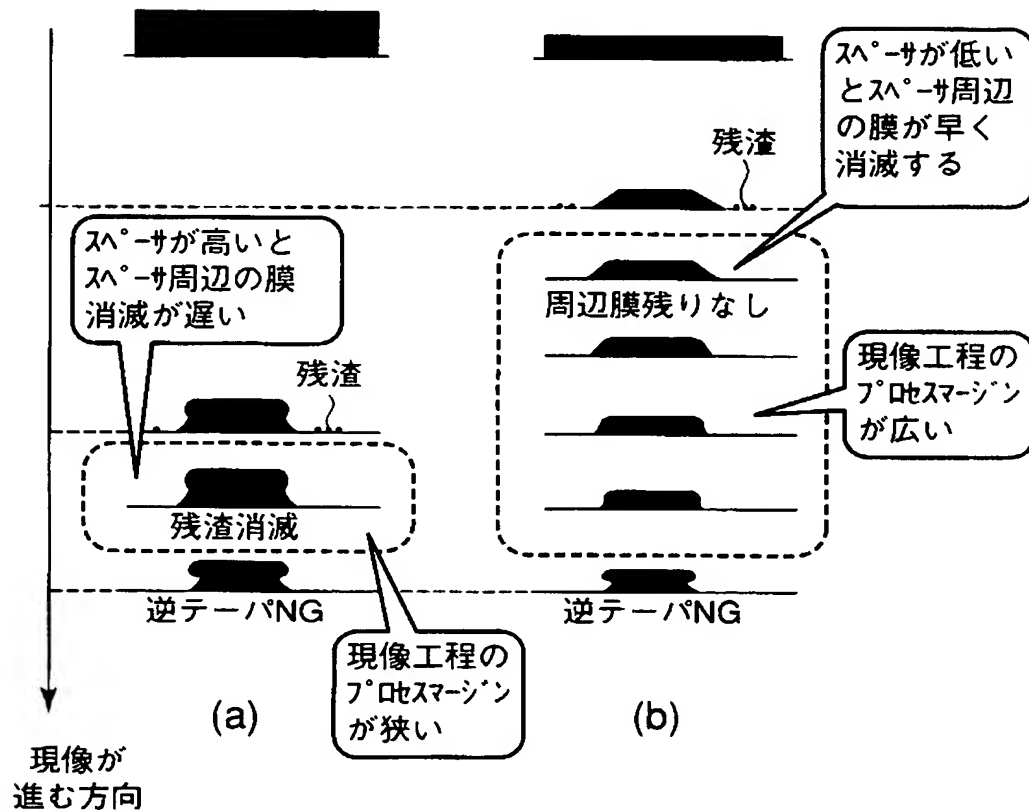 スペーサが低い
とスペーサ周辺
の膜が早く
消滅する
残渣
スペーサが高いと
スペーサ周辺の膜
消滅が遅い
周辺膜残りなし
残渣
現像工程の
プロセスマージン
が広い
残渣消滅
逆テーパNG
逆テーパNG
現像工程の
プロセスマージン
が狭い
(a)
(b)
現像が
進む方向